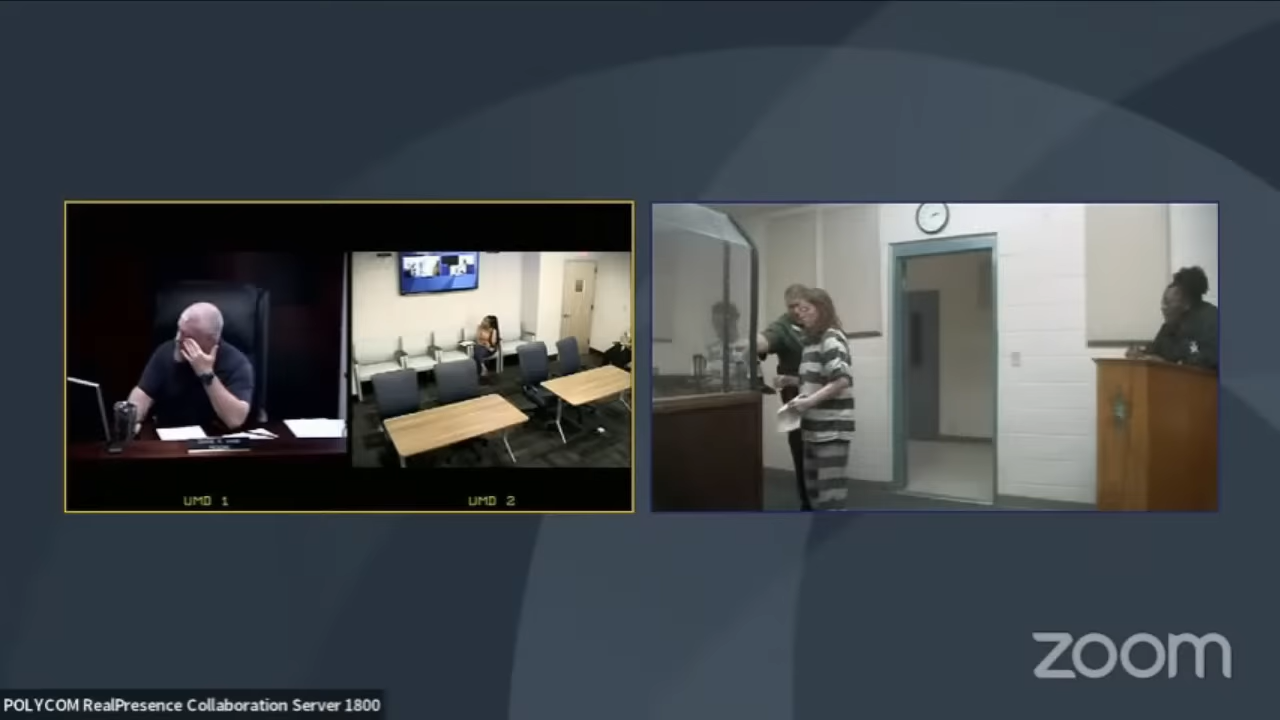 UMD 1
UMD 2
zoom
POLYCOM RealPresence Collaboration Server 1800